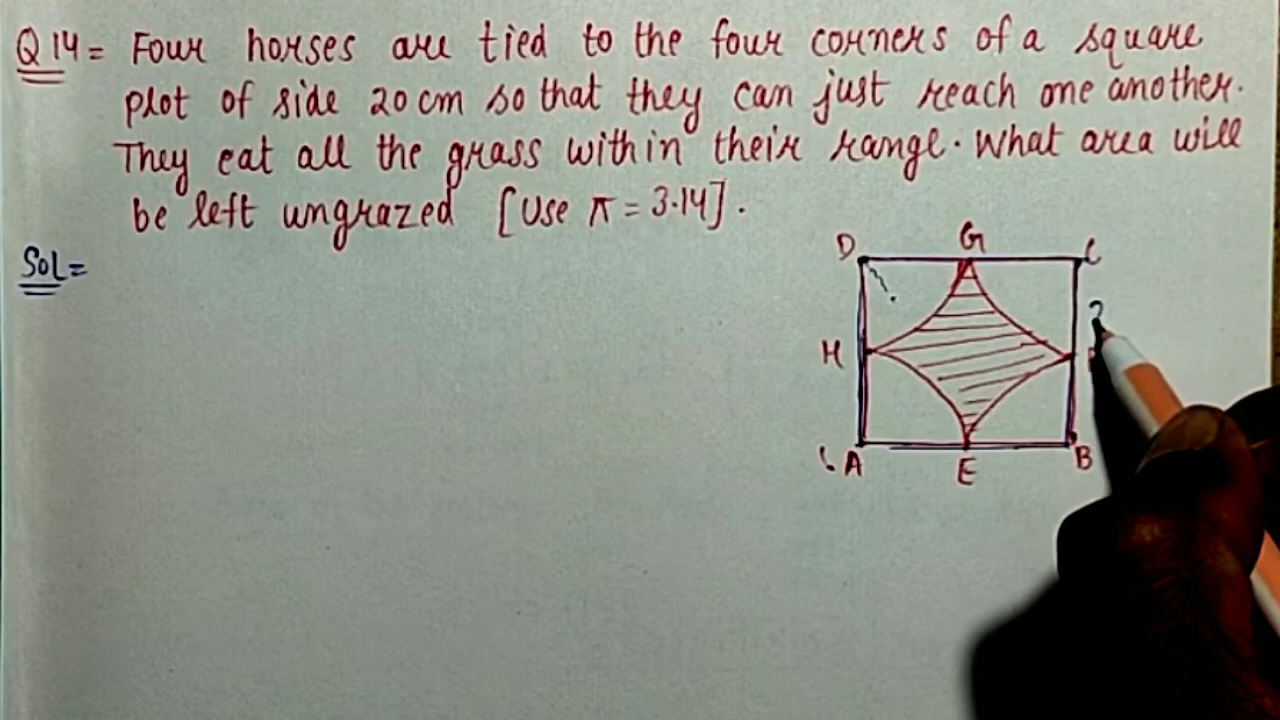 Q14= Four horses are tied to the four corners of a square
plot of side 20 cm so that they can just reach one another.
They eat all the grass within their range. What area will
be left ungrazed [Use π = 3.14].
Sol=
D G C
H
A E B